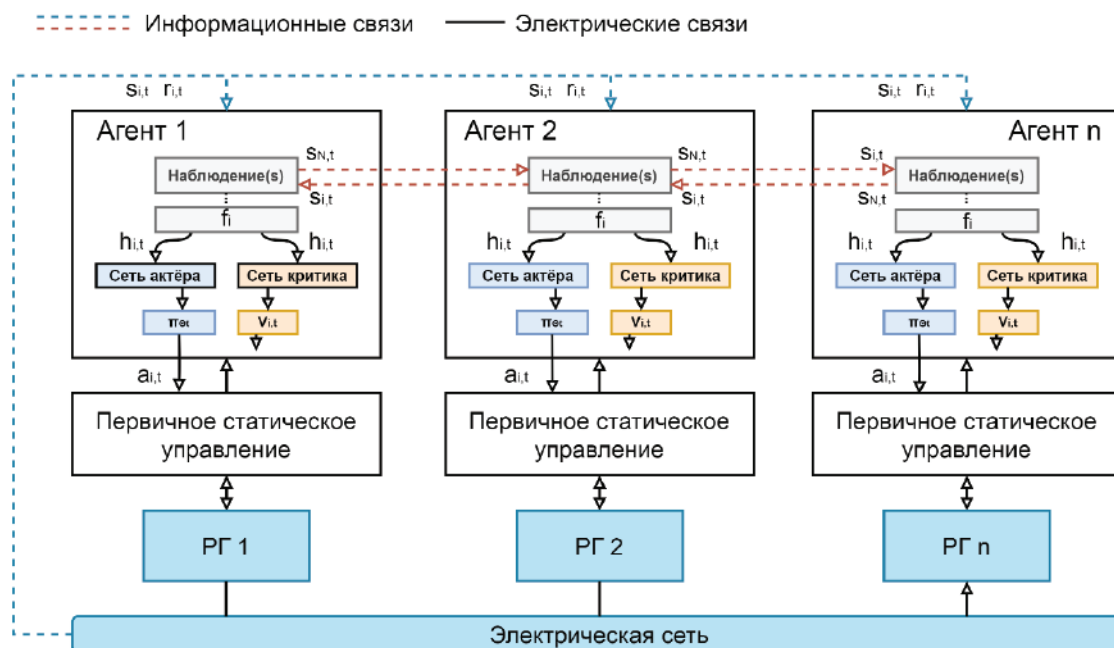 Информационные связи
Электрические связи
si,t ri,t
si,t ri,t
si,t ri,t
Агент 1
Агент 2
Агент n
Наблюдение(s)
sN,t
si,t
Наблюдение(s)
sN,t
si,t
si,t
sN,t
Наблюдение(s)
fi
fi
fi
hi,t
hi,t
hi,t
hi,t
hi,t
hi,t
Сеть актёра
Сеть критика
Сеть актёра
Сеть критика
Сеть актёра
Сеть критика
Vi,t
Vi,t
Vi,t
ai,t
ai,t
ai,t
Первичное статическое
управление
Первичное статическое
управление
Первичное статическое
управление
РГ 1
РГ 2
РГ n
Электрическая сеть